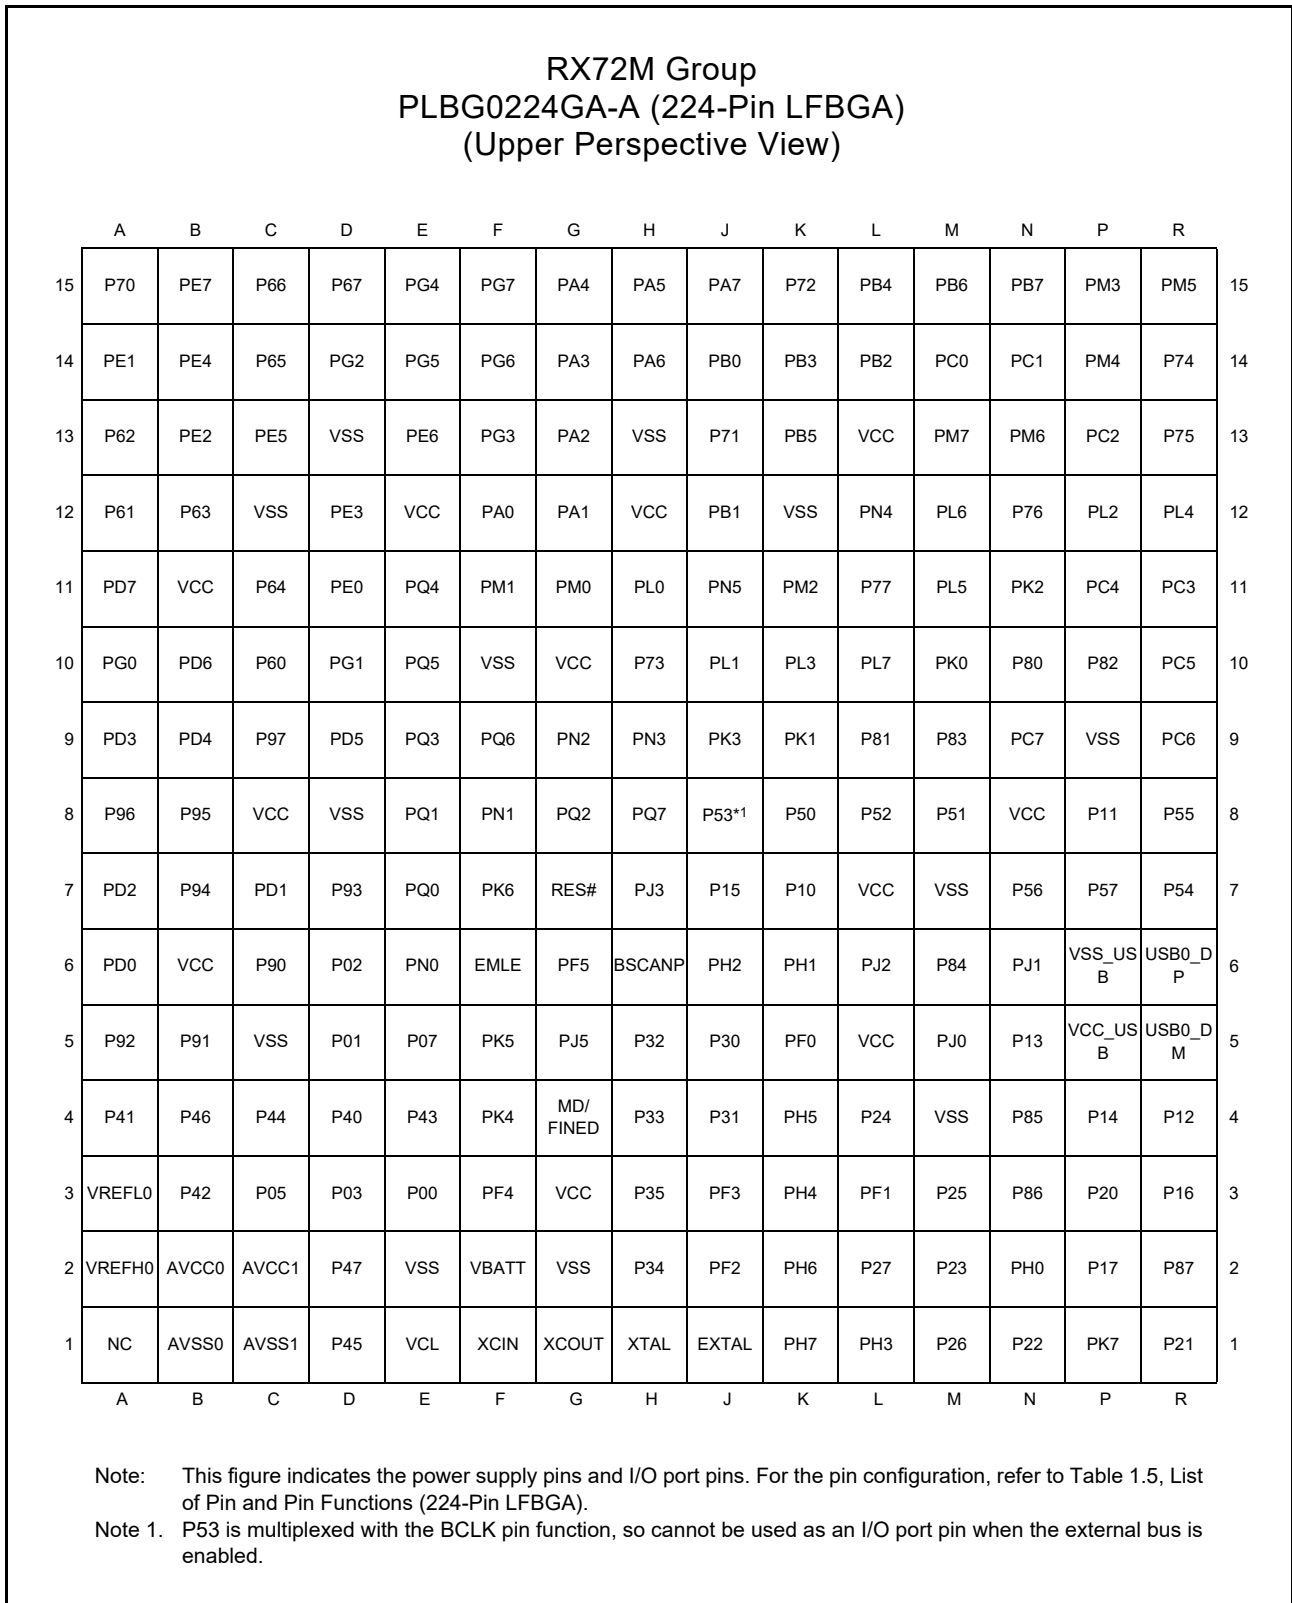 RX72M Group
PLBG0224GA-A (224-Pin LFBGA)
(Upper Perspective View)
A B C D E F G H J K L M N P R
15 P70 PE7 P66 P67 PG4 PG7 PA4 PA5 PA7 P72 PB4 PB6 PB7 PM3 PM5 15
14 PE1 PE4 P65 PG2 PG5 PG6 PA3 PA6 PB0 PB3 PB2 PC0 PC1 PM4 P74 14
13 P62 PE2 PE5 VSS PE6 PG3 PA2 VSS P71 PB5 VCC PM7 PM6 PC2 P75 13
12 P61 P63 VSS PE3 VCC PA0 PA1 VCC PB1 VSS PN4 PL6 P76 PL2 PL4 12
11 PD7 VCC P64 PE0 PQ4 PM1 PM0 PL0 PN5 PM2 P77 PL5 PK2 PC4 PC3 11
10 PG0 PD6 P60 PG1 PQ5 VSS VCC P73 PL1 PL3 PL7 PK0 P80 P82 PC5 10
9 PD3 PD4 P97 PD5 PQ3 PQ6 PN2 PN3 PK3 PK1 P81 P83 PC7 VSS PC6 9
8 P96 P95 VCC VSS PQ1 PN1 PQ2 PQ7 P53*1 P50 P52 P51 VCC P11 P55 8
7 PD2 P94 PD1 P93 PQ0 PK6 RES# PJ3 P15 P10 VCC VSS P56 P57 P54 7
6 PD0 VCC P90 P02 PN0 EMLE PF5 BSCANP PH2 PH1 PJ2 P84 PJ1 VSS_USB USB0_DP 6
5 P92 P91 VSS P01 P07 PK5 PJ5 P32 P30 PF0 VCC PJ0 P13 VCC_USB USB0_DM 5
4 P41 P46 P44 P40 P43 PK4 MD/FINED P33 P31 PH5 P24 VSS P85 P14 P12 4
3 VREFL0 P42 P05 P03 P00 PF4 VCC P35 PF3 PH4 PF1 P25 P86 P20 P16 3
2 VREFH0 AVCC0 AVCC1 P47 VSS VBATT VSS P34 PF2 PH6 P27 P23 PH0 P17 P87 2
1 NC AVSS0 AVSS1 P45 VCL XCIN XCOUT XTAL EXTAL PH7 PH3 P26 P22 PK7 P21 1
A B C D E F G H J K L M N P R
Note: This figure indicates the power supply pins and I/O port pins. For the pin configuration, refer to Table 1.5, List
of Pin and Pin Functions (224-Pin LFBGA).
Note 1. P53 is multiplexed with the BCLK pin function, so cannot be used as an I/O port pin when the external bus is
enabled.